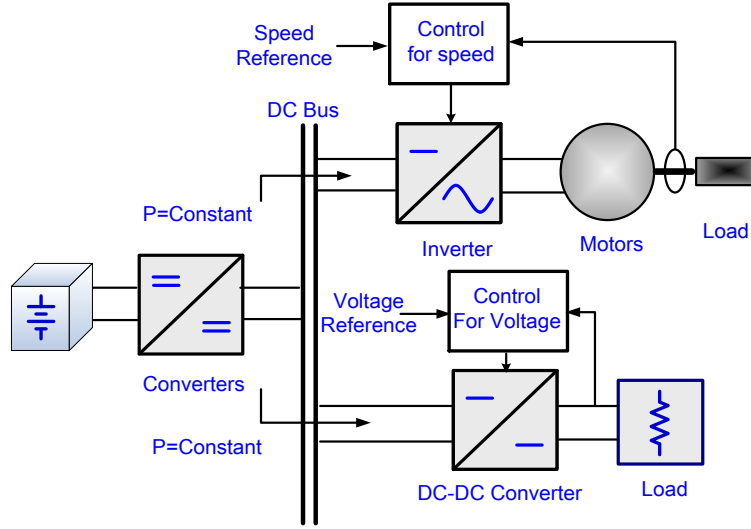 Speed
Reference
Control
for speed
DC Bus
P=Constant
Inverter
Motors
Load
Voltage
Reference
Control
For Voltage
Converters
P=Constant
DC-DC Converter
Load